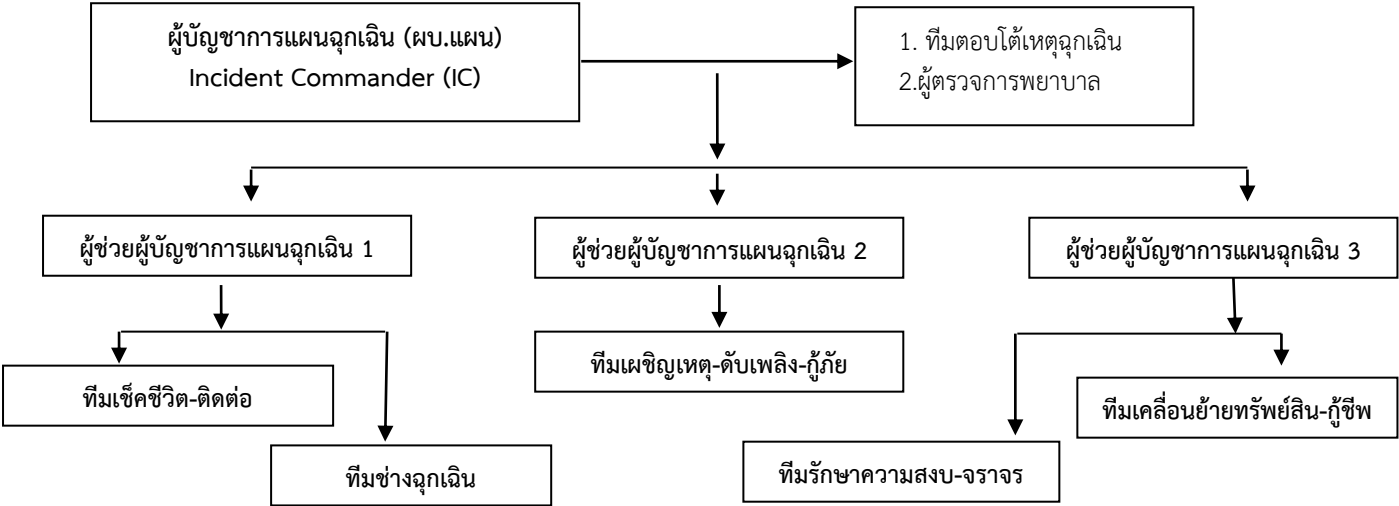 ผู้บัญชาการแผนฉุกเฉิน (ผบ.แผน)
Incident Commander (IC)
1. ทีมตอบโต้เหตุฉุกเฉิน
2.ผู้ตรวจการพยาบาล
ผู้ช่วยผู้บัญชาการแผนฉุกเฉิน 1
ผู้ช่วยผู้บัญชาการแผนฉุกเฉิน 2
ผู้ช่วยผู้บัญชาการแผนฉุกเฉิน 3
ทีมเช็คชีวิต-ติดต่อ
ทีมช่างฉุกเฉิน
ทีมเผชิญเหตุ-ดับเพลิง-กู้ภัย
ทีมรักษาความสงบ-จราจร
ทีมเคลื่อนย้ายทรัพย์สิน-กู้ชีพ